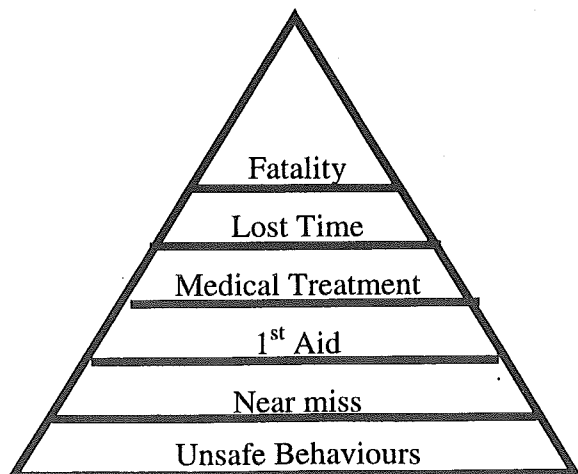 Fatality
Lost Time
Medical Treatment
1st Aid
Near miss
Unsafe Behaviours